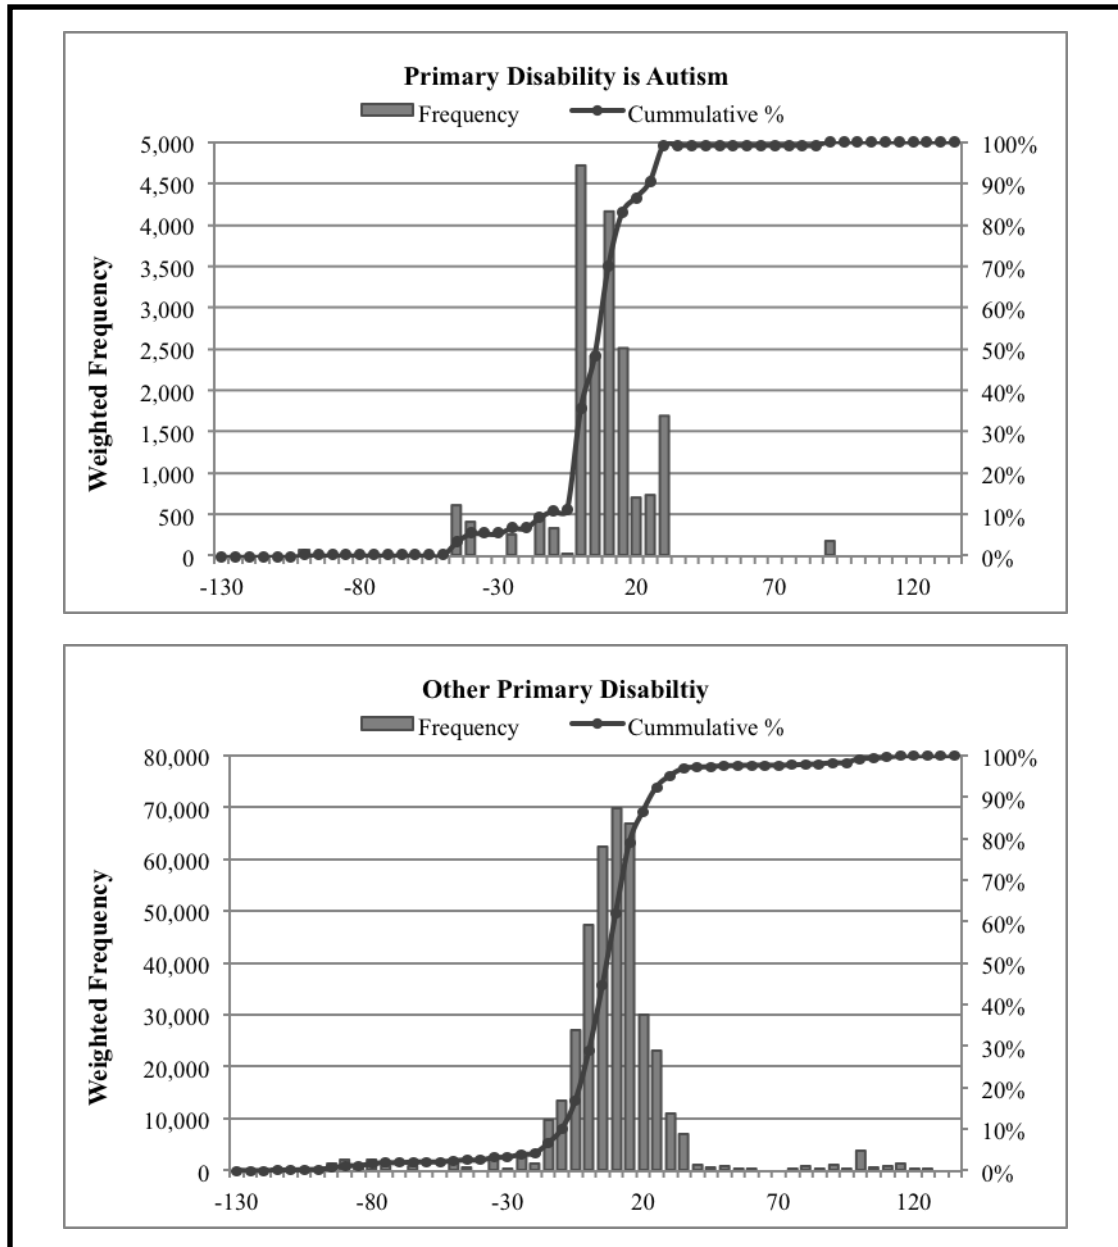 Primary Disability is Autism
Frequency Cummulative %
5,000 100%
4,500 90%
4,000 80%
3,500 70%
3,000 60%
2,500 50%
2,000 40%
1,500 30%
1,000 20%
500 10%
0 0%
-130 -80 -30 20 70 120
Weighted Frequency
Other Primary Disabiltiy
Frequency Cummulative %
80,000 100%
70,000 90%
60,000 80%
50,000 70%
40,000 60%
30,000 50%
20,000 40%
10,000 30%
0 20%
10%
0%
-130 -80 -30 20 70 120
Weighted Frequency